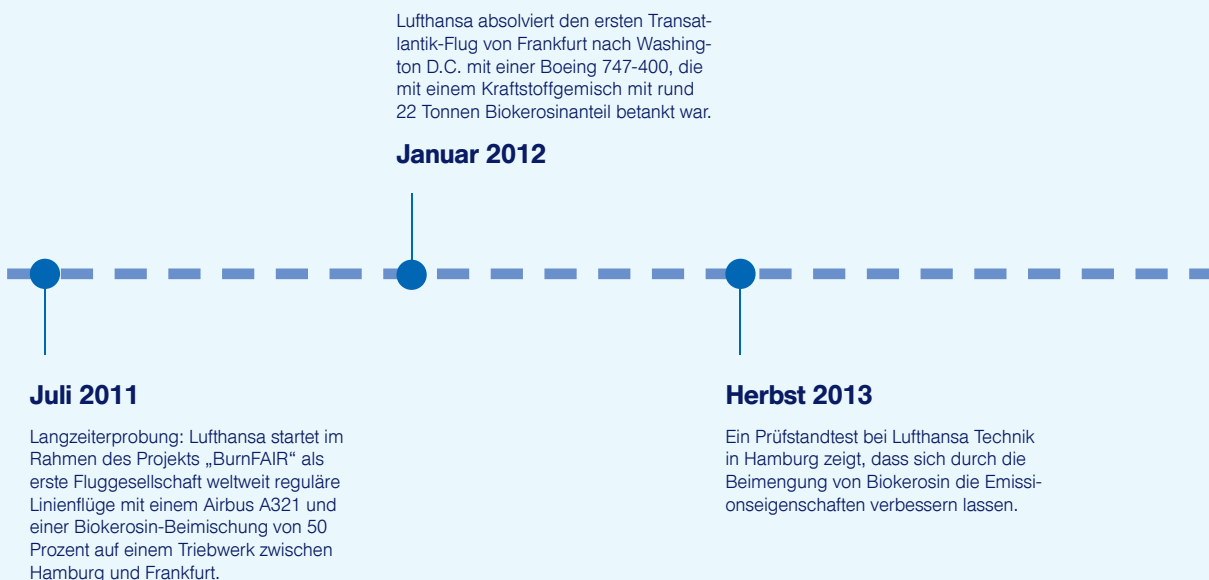 Lufthansa absolviert den ersten Transat-
lantik-Flug von Frankfurt nach Washing-
ton D.C. mit einer Boeing 747-400, die
mit einem Kraftstoffgemisch mit rund
22 Tonnen Biokerosinanteil betankt war.
Januar 2012
Juli 2011
Langzeiterprobung: Lufthansa startet im
Rahmen des Projekts „BurnFAIR“ als
erste Fluggesellschaft weltweit reguläre
Linienflüge mit einem Airbus A321 und
einer Biokerosin-Beimischung von 50
Prozent auf einem Triebwerk zwischen
Hamburg und Frankfurt.
Herbst 2013
Ein Prüfstandtest bei Lufthansa Technik
in Hamburg zeigt, dass sich durch die
Beimengung von Biokerosin die Emissi-
onseigenschaften verbessern lassen.